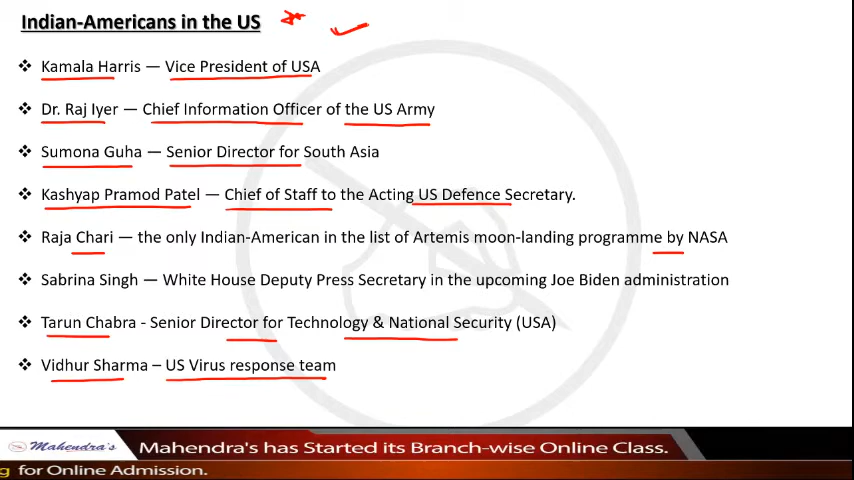 Indian-Americans in the US
❖ Kamala Harris — Vice President of USA
❖ Dr. Raj Iyer — Chief Information Officer of the US Army
❖ Sumona Guha — Senior Director for South Asia
❖ Kashyap Pramod Patel — Chief of Staff to the Acting US Defence Secretary.
❖ Raja Chari — the only Indian-American in the list of Artemis moon-landing programme by NASA
❖ Sabrina Singh — White House Deputy Press Secretary in the upcoming Joe Biden administration
❖ Tarun Chabra - Senior Director for Technology & National Security (USA)
❖ Vidhur Sharma – US Virus response team
Mahendra's Mahendra's has Started its Branch-wise Online Class.
g for Online Admission.